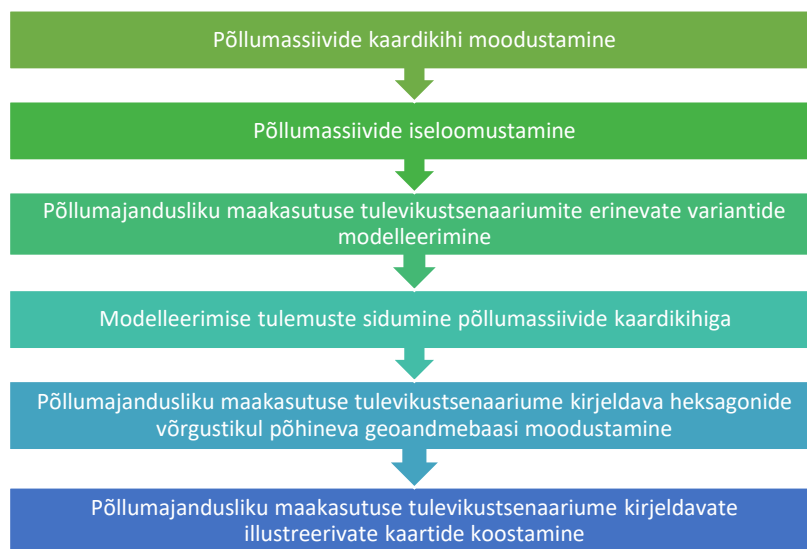 Põllumassiivide kaardikihi moodustamine
Põllumassiivide iseloomustamine
Põllumajandusliku maakasutuse tulevikustsenaariumite erinevate variantide
modelleerimine
Modelleerimise tulemuste sidumine põllumassiivide kaardikihiga
Põllumajandusliku maakasutuse tulevikustsenaariume kirjeldava heksagonide
võrgustikul põhineva geoandmebaasi moodustamine
Põllumajandusliku maakasutuse tulevikustsenaariume kirjeldavate
illustreerivate kaartide koostamine